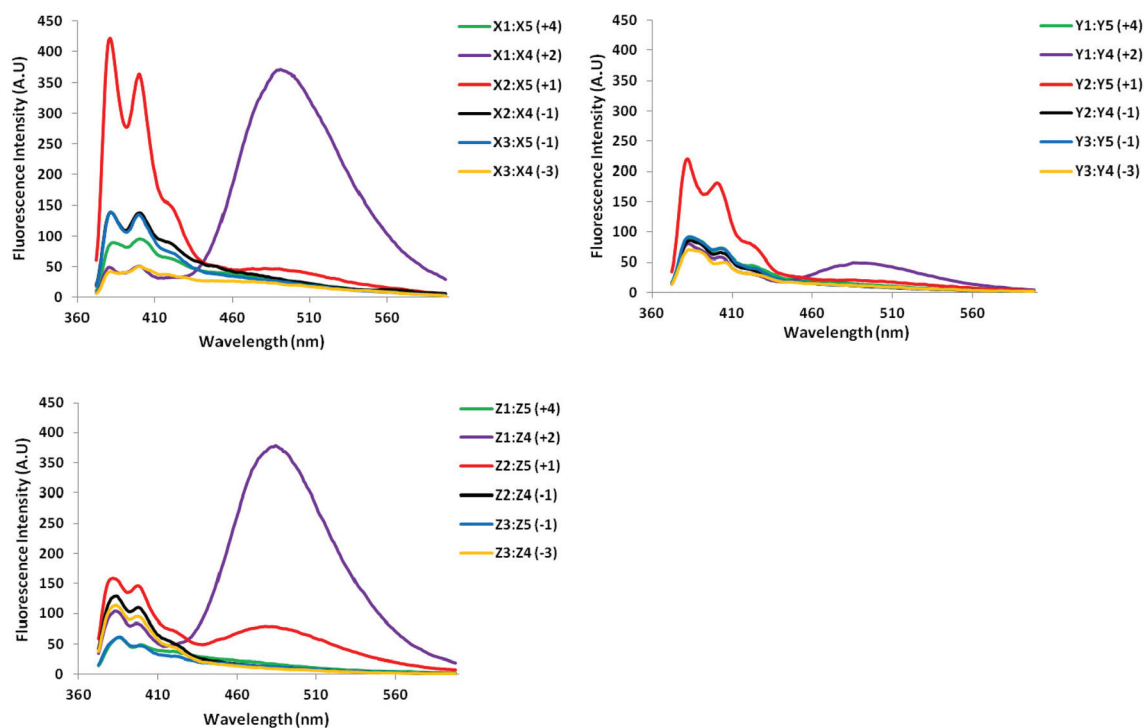 450
400
350
300
250
200
150
100
50
0
360
410
460
510
560
Fluorescence Intensity (A.U)
Wavelength (nm)
X1:X5 (+4)
X1:X4 (+2)
X2:X5 (+1)
X2:X4 (-1)
X3:X5 (-1)
X3:X4 (-3)
450
400
350
300
250
200
150
100
50
0
360
410
460
510
560
Fluorescence Intensity (A.U)
Wavelength (nm)
Y1:Y5 (+4)
Y1:Y4 (+2)
Y2:Y5 (+1)
Y2:Y4 (-1)
Y3:Y5 (-1)
Y3:Y4 (-3)
450
400
350
300
250
200
150
100
50
0
360
410
460
510
560
Fluorescence Intensity (A.U)
Wavelength (nm)
Z1:Z5 (+4)
Z1:Z4 (+2)
Z2:Z5 (+1)
Z2:Z4 (-1)
Z3:Z5 (-1)
Z3:Z4 (-3)